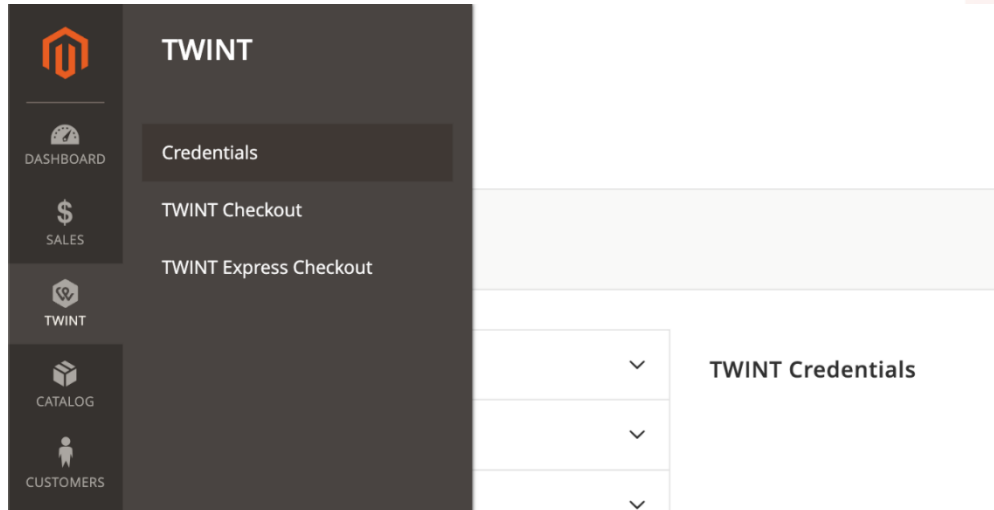 TWINT
DASHBOARD
Credentials
TWINT Checkout
$
SALES
TWINT Express Checkout
TWINT
TWINT Credentials
CATALOG
CUSTOMERS